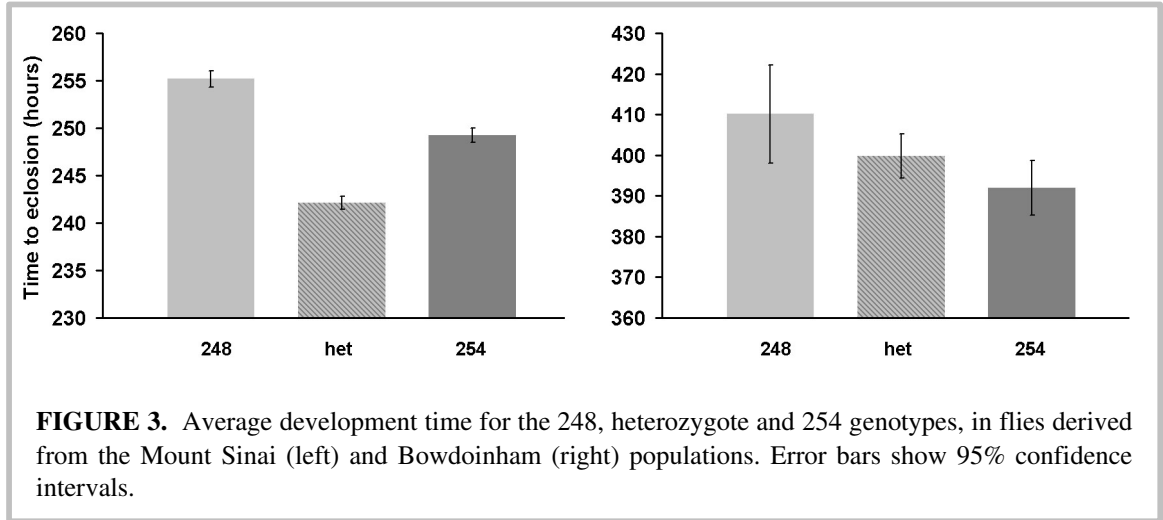 260
255
250
245
240
235
230
Time to eclosion (hours)
248 het 254
430
420
410
400
390
380
370
360
248 het 254
FIGURE 3. Average development time for the 248, heterozygote and 254 genotypes, in flies derived
from the Mount Sinai (left) and Bowdoinham (right) populations. Error bars show 95% confidence
intervals.